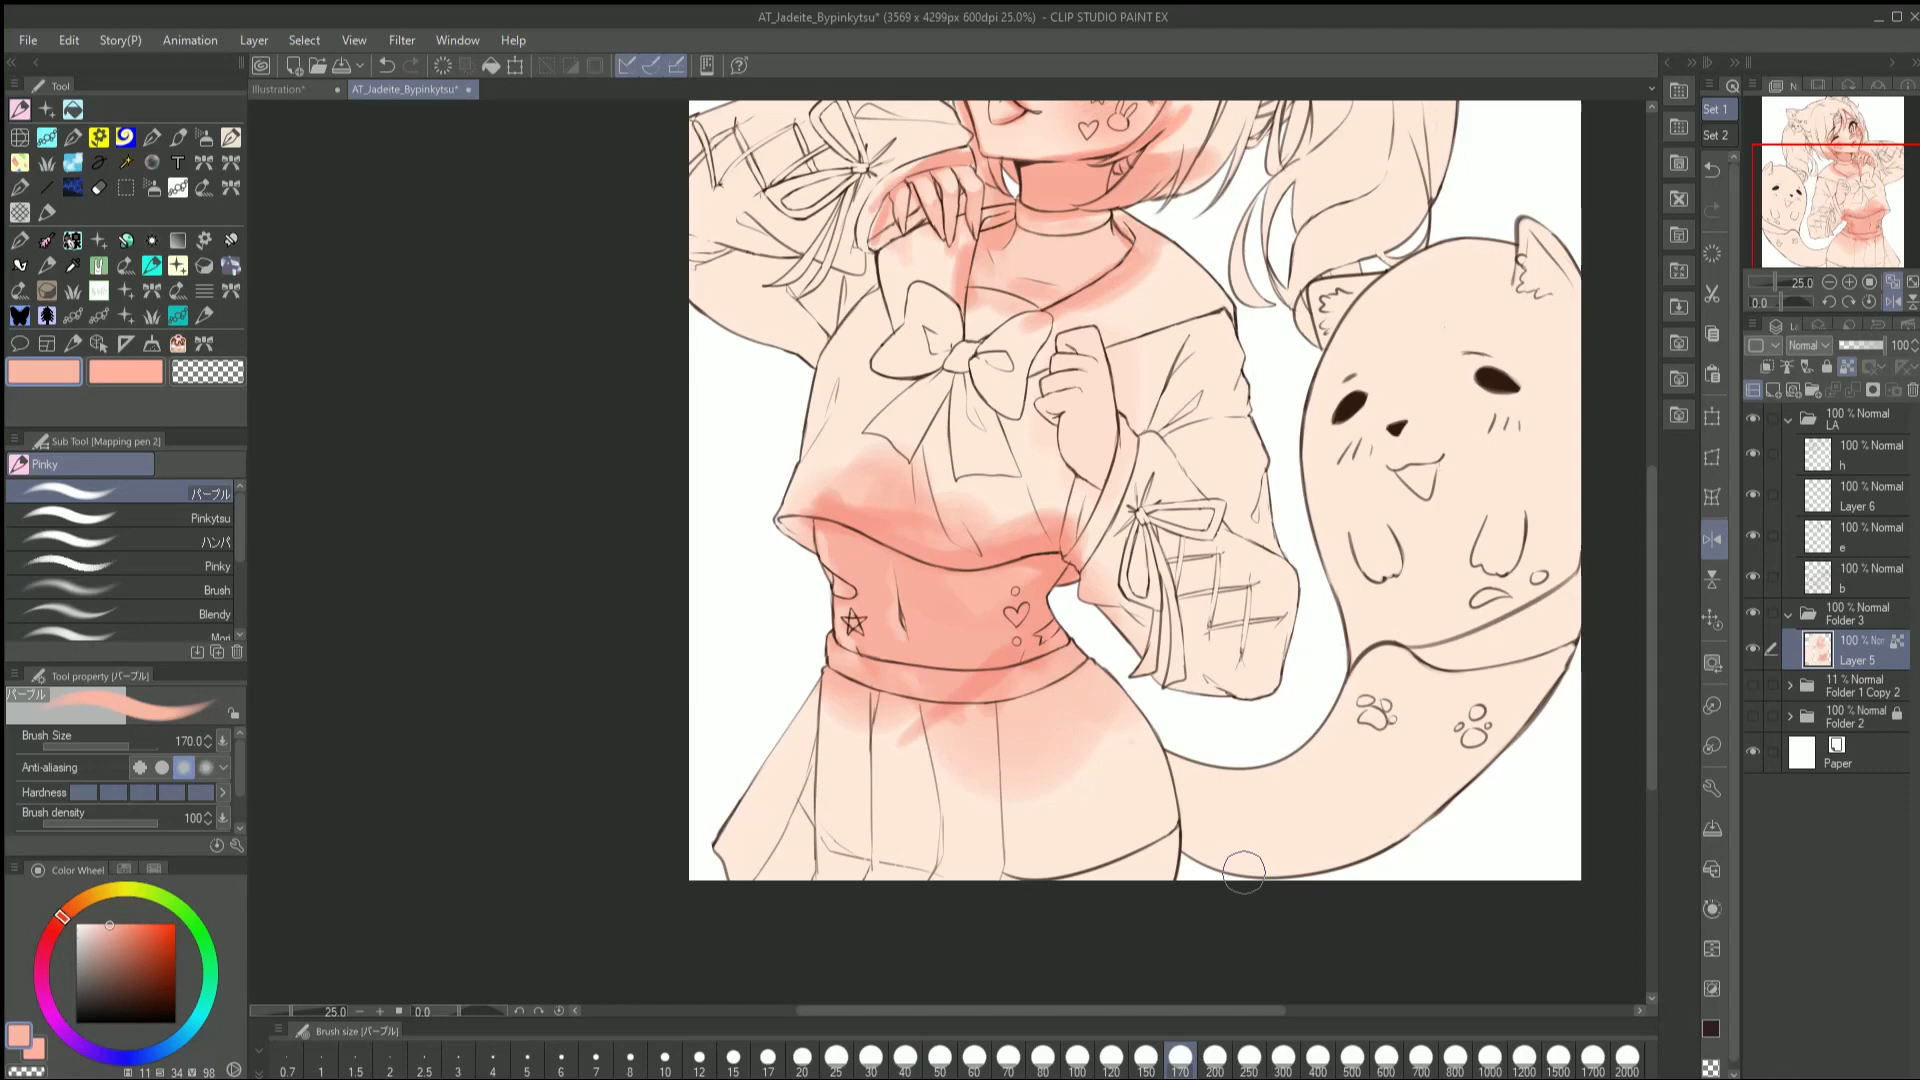 AT_Jadeite_Bypinkytsu* (3569 x 4299px 600dpi 25.0%) - CLIP STUDIO PAINT EX
File Edit Story(P) Animation Layer Select View Filter Window Help
Tool
Illustration* AT_Jadeite_Bypinkytsu*
Sub Tool [Mapping pen 2]
Pinky
パープル
Pinkytsu
ハンパ
Pinky
Brush
Blendy
Tool property [パープル]
パープル
Brush Size 170.0
Anti-aliasing
Hardness
Brush density 100
Color Wheel
11 34 98
25.0 0.0
Brush size [パープル]
0.7 1 1.5 2 2.5 3 4 5 6 7 8 10 12 15 17 20 25 30 40 50 60 70 80 100 120 150 170 200 250 300 400 500 600 700 800 1000 1200 1500 1700 2000
Set 1
Set 2
N
25.0
0.0
Normal 100
100 % Normal
LA
100 % Normal
h
100 % Normal
Layer 6
100 % Normal
e
100 % Normal
b
100 % Normal
Folder 3
100 % Nor
Layer 5
11 % Normal
Folder 1 Copy 2
100 % Normal
Folder 2
Paper